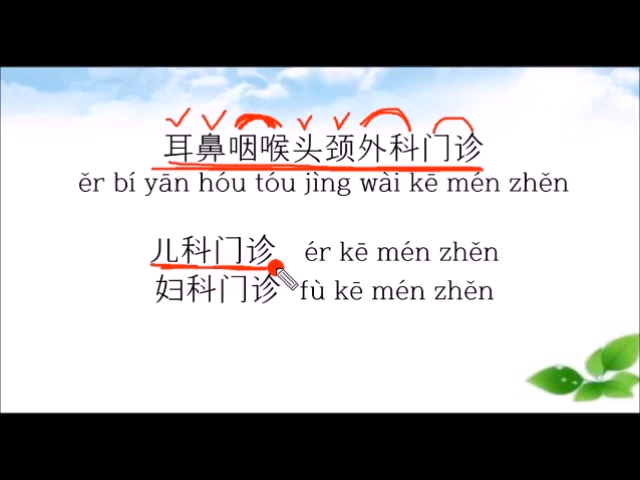 耳鼻咽喉头颈外科门诊
ěr bí yān hóu tóu jìng wài kē mén zhěn
儿科门诊 ér kē mén zhěn
妇科门诊 fù kē mén zhěn